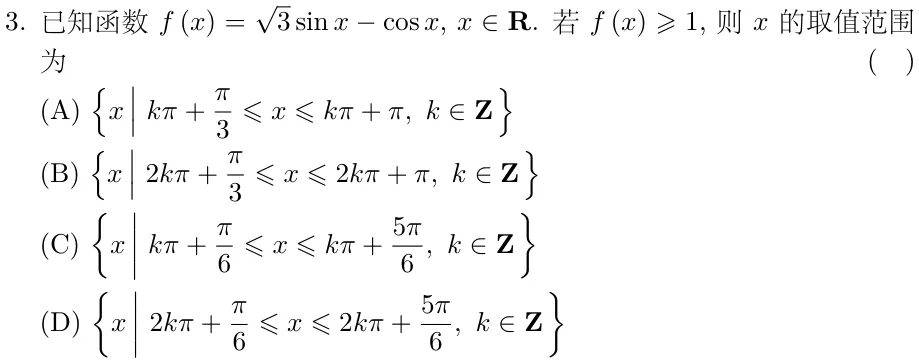 3. 已知函数 f (x) = √3 sin x − cos x, x ∈ R. 若 f (x) ⩾ 1, 则 x 的取值范围
为 ( )
(A) {x | kπ + π/3 ⩽ x ⩽ kπ + π, k ∈ Z}
(B) {x | 2kπ + π/3 ⩽ x ⩽ 2kπ + π, k ∈ Z}
(C) {x | kπ + π/6 ⩽ x ⩽ kπ + 5π/6, k ∈ Z}
(D) {x | 2kπ + π/6 ⩽ x ⩽ 2kπ + 5π/6, k ∈ Z}